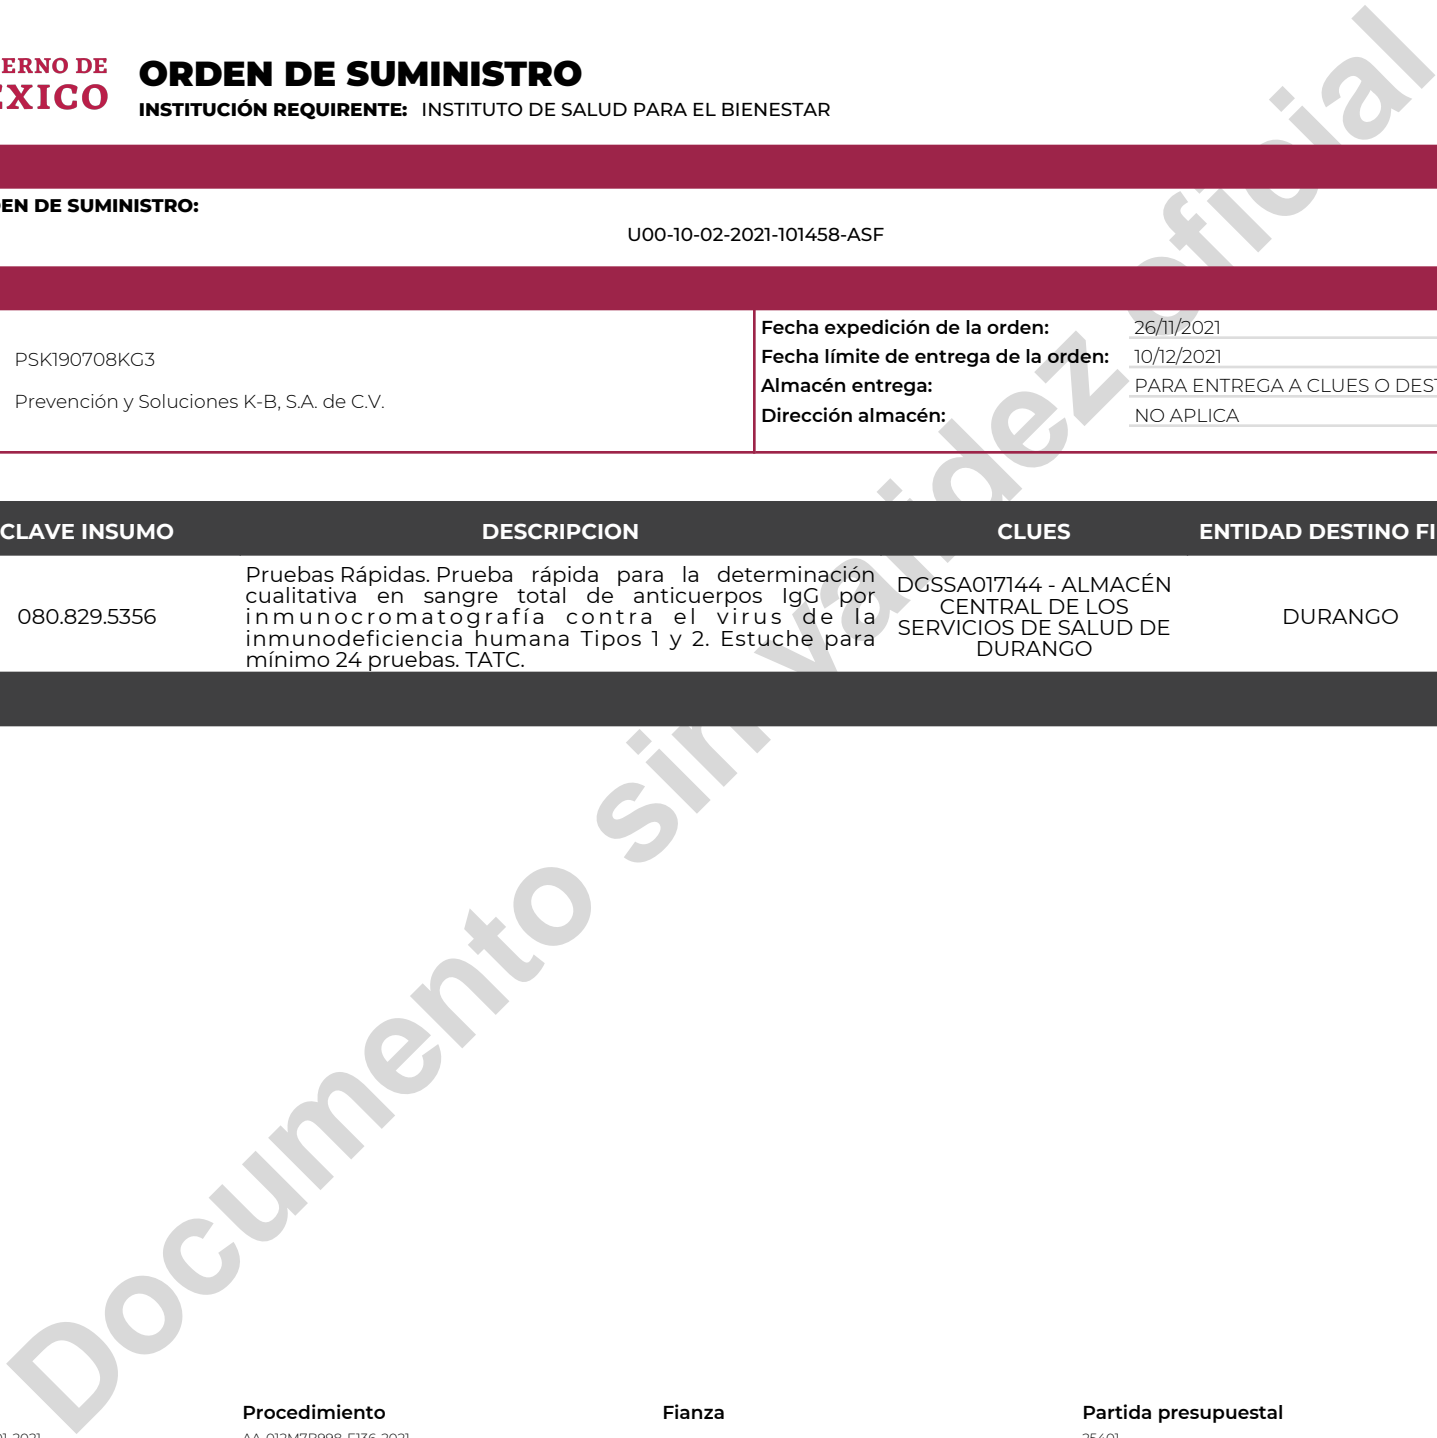 ERNO DE
EXICO
ORDEN DE SUMINISTRO
INSTITUCIÓN REQUIRENTE: INSTITUTO DE SALUD PARA EL BIENESTAR
EN DE SUMINISTRO:
U00-10-02-2021-101458-ASF
PSK190708KG3
Prevención y Soluciones K-B, S.A. de C.V.
Fecha expedición de la orden: 26/11/2021
Fecha límite de entrega de la orden: 10/12/2021
Almacén entrega: PARA ENTREGA A CLUES O DEST
Dirección almacén: NO APLICA
CLAVE INSUMO DESCRIPCION CLUES ENTIDAD DESTINO FI
080.829.5356
Pruebas Rápidas. Prueba rápida para la determinación
cualitativa en sangre total de anticuerpos IgG por
inmunocromatografía contra el virus de la
inmunodeficiencia humana Tipos 1 y 2. Estuche para
mínimo 24 pruebas. TATC.
DGSSA017144 - ALMACÉN
CENTRAL DE LOS
SERVICIOS DE SALUD DE
DURANGO
DURANGO
Documento sin validez oficial
Procedimiento Fianza Partida presupuestal